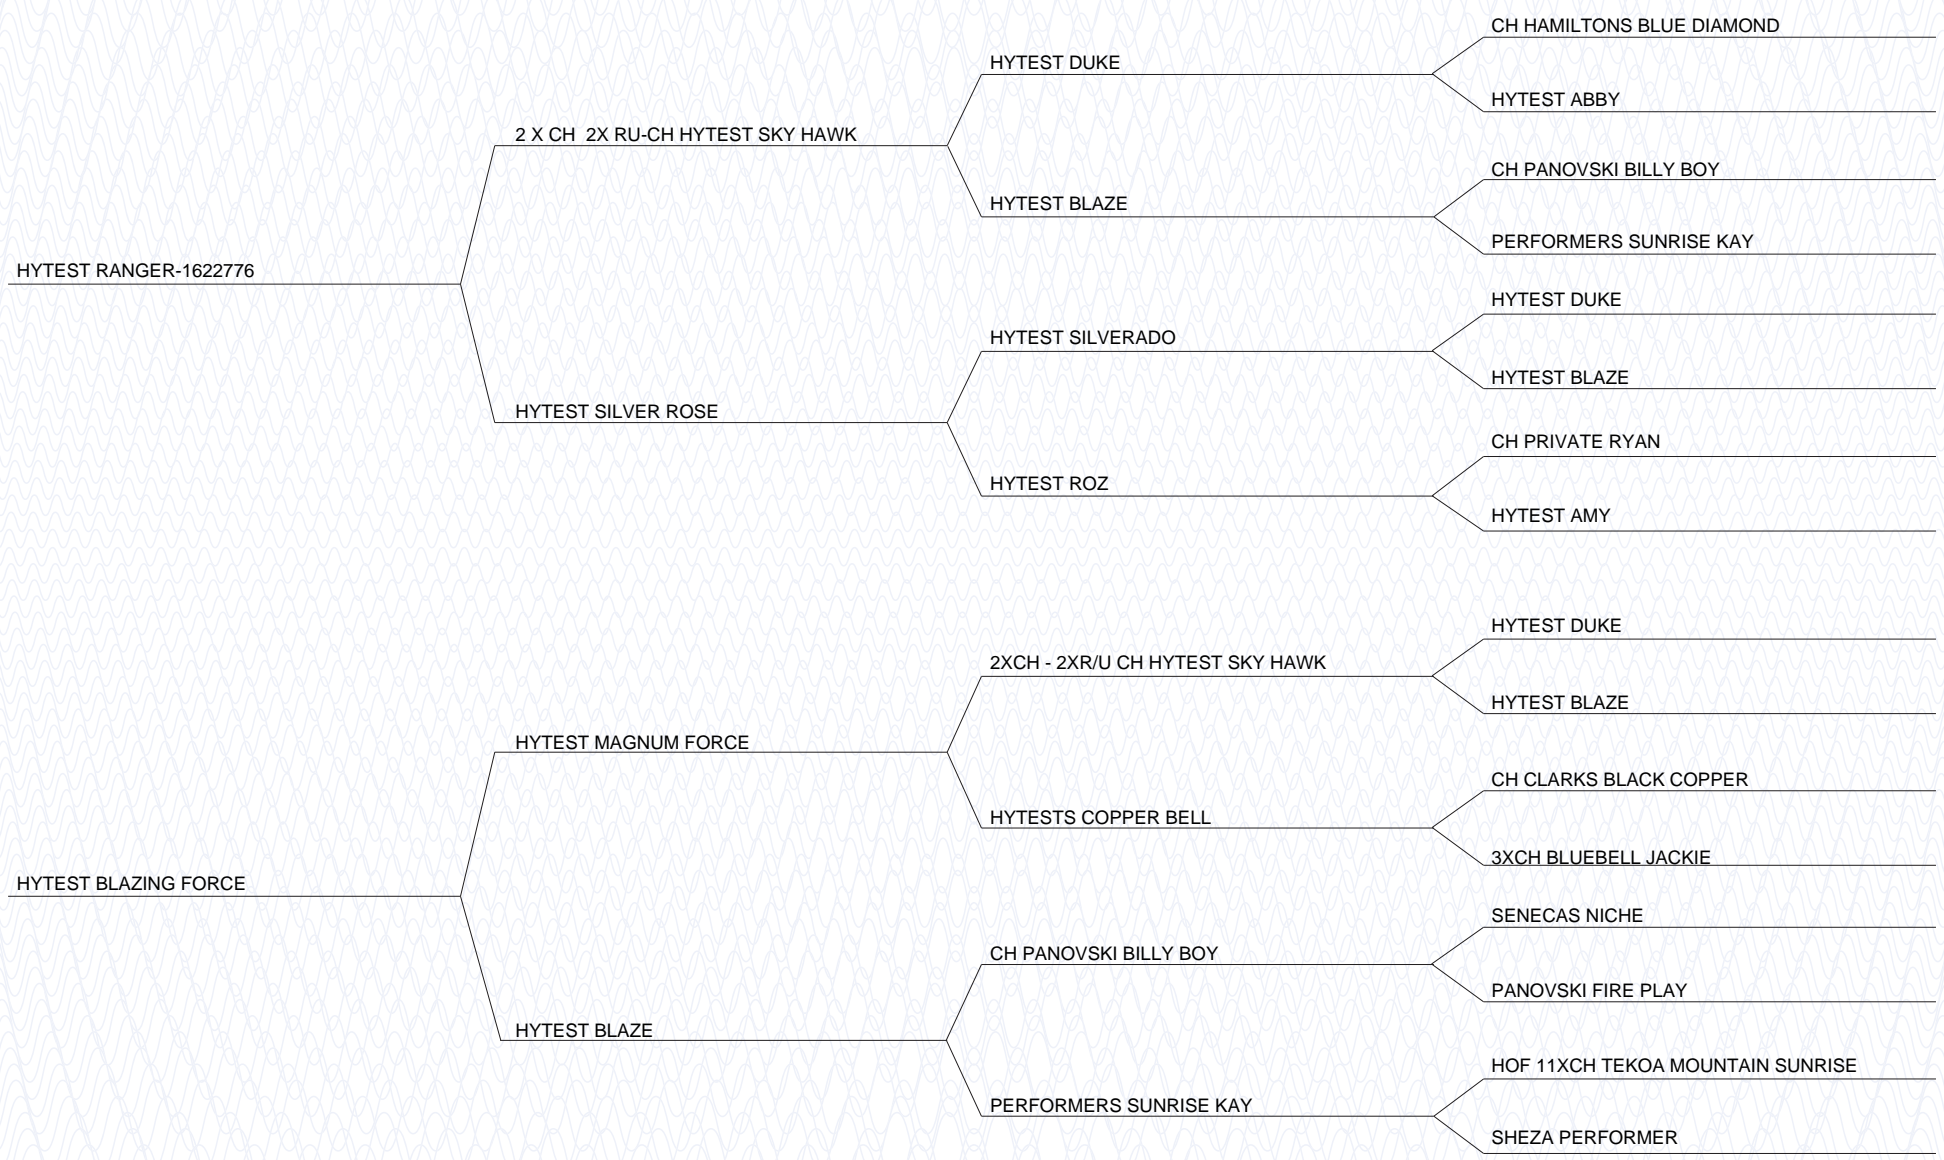 CH HAMILTONS BLUE DIAMOND
HYTEST DUKE
HYTEST ABBY
2 X CH  2X RU-CH HYTEST SKY HAWK
CH PANOVSKI BILLY BOY
HYTEST BLAZE
PERFORMERS SUNRISE KAY
HYTEST RANGER-1622776
HYTEST DUKE
HYTEST SILVERADO
HYTEST BLAZE
HYTEST SILVER ROSE
CH PRIVATE RYAN
HYTEST ROZ
HYTEST AMY
HYTEST DUKE
2XCH - 2XR/U CH HYTEST SKY HAWK
HYTEST BLAZE
HYTEST MAGNUM FORCE
CH CLARKS BLACK COPPER
HYTESTS COPPER BELL
3XCH BLUEBELL JACKIE
HYTEST BLAZING FORCE
SENECAS NICHE
CH PANOVSKI BILLY BOY
PANOVSKI FIRE PLAY
HYTEST BLAZE
HOF 11XCH TEKOA MOUNTAIN SUNRISE
PERFORMERS SUNRISE KAY
SHEZA PERFORMER